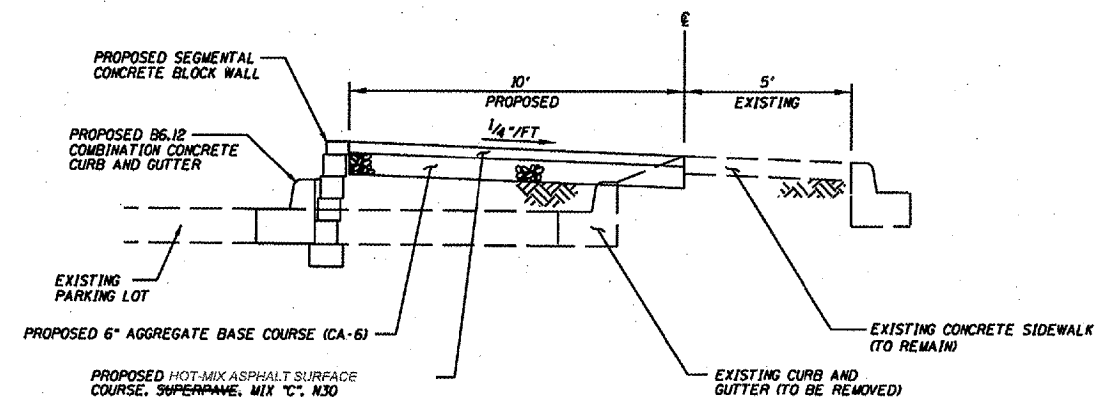 ℄
PROPOSED SEGMENTAL
CONCRETE BLOCK WALL
10'
PROPOSED
5'
EXISTING
1/4"/FT
PROPOSED B6.12
COMBINATION CONCRETE
CURB AND GUTTER
EXISTING
PARKING LOT
PROPOSED 6" AGGREGATE BASE COURSE (CA-6)
EXISTING CONCRETE SIDEWALK
(TO REMAIN)
PROPOSED HOT-MIX ASPHALT SURFACE
COURSE, SUPERPAVE, MIX "C", N30
EXISTING CURB AND
GUTTER (TO BE REMOVED)